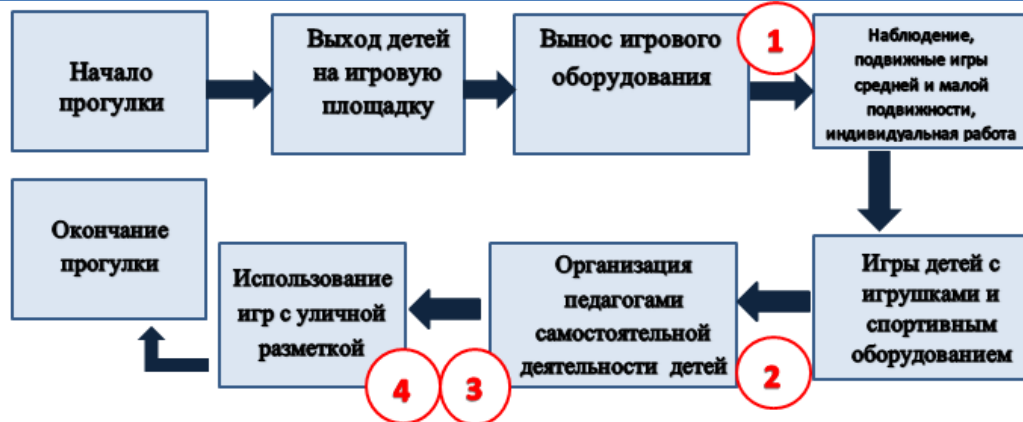 Начало
прогулки
Выход детей
на игровую
площадку
Вынос игрового
оборудования
1
Наблюдение,
подвижные игры
средней и малой
подвижности,
индивидуальная работа
Игры детей с
игрушками и
спортивным
оборудованием
2
Организация
педагогами
самостоятельной
деятельности детей
3
Использование
игр с уличной
разметкой
4
Окончание
прогулки